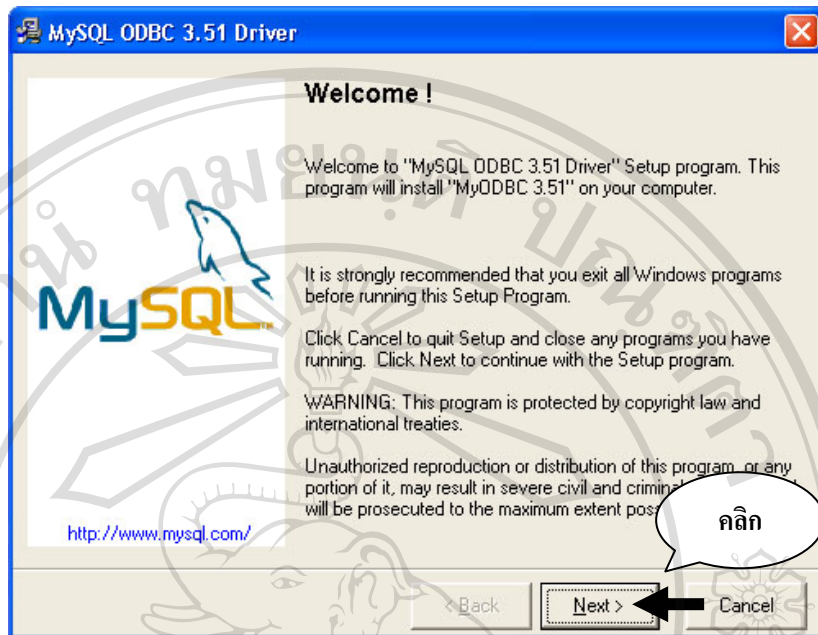 MySQL ODBC 3.51 Driver
Welcome !
Welcome to "MySQL ODBC 3.51 Driver" Setup program. This
program will install "MyODBC 3.51" on your computer.
It is strongly recommended that you exit all Windows programs
before running this Setup Program.
Click Cancel to quit Setup and close any programs you have
running. Click Next to continue with the Setup program.
WARNING: This program is protected by copyright law and
international treaties.
Unauthorized reproduction or distribution of this program, or any
portion of it, may result in severe civil and criminal
will be prosecuted to the maximum extent
MySQL
http://www.mysql.com/
คลิก
< Back
Next >
Cancel